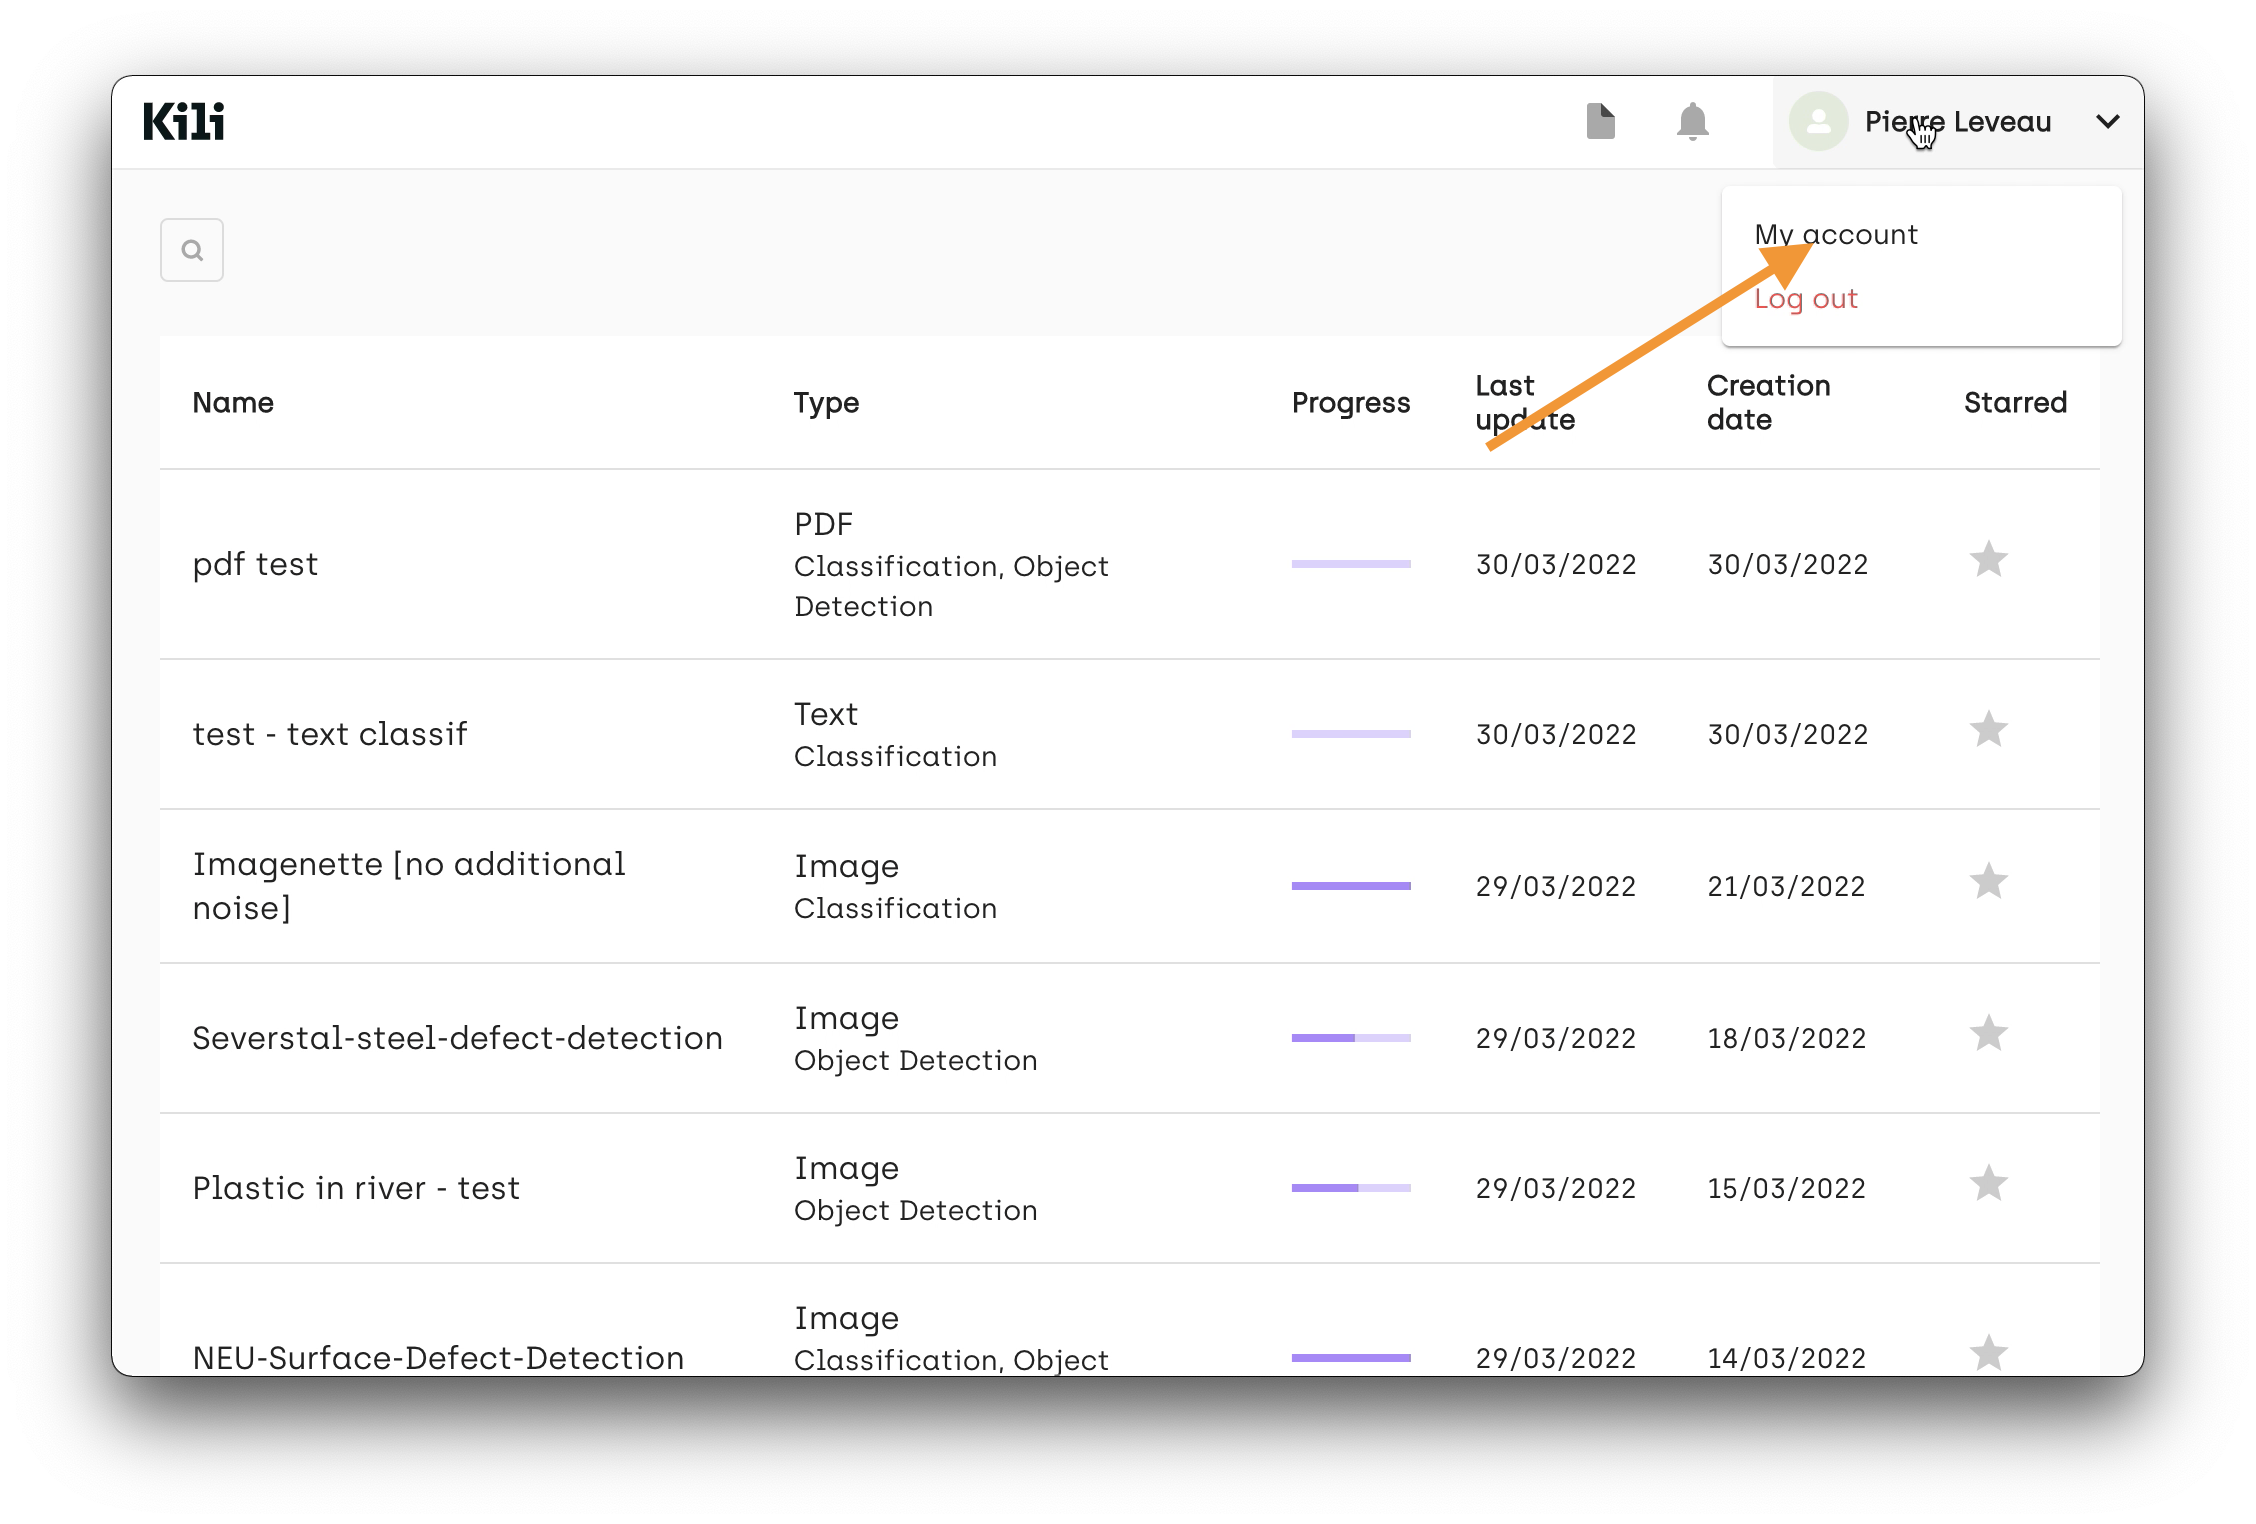 Kili
Pierre Leveau
My account
Log out
Name
Type
Progress
Last
update
Creation
date
Starred
pdf test
PDF
Classification, Object
Detection
30/03/2022
30/03/2022
test - text classif
Text
Classification
30/03/2022
30/03/2022
Imagenette [no additional
noise]
Image
Classification
29/03/2022
21/03/2022
Severstal-steel-defect-detection
Image
Object Detection
29/03/2022
18/03/2022
Plastic in river - test
Image
Object Detection
29/03/2022
15/03/2022
NEU-Surface-Defect-Detection
Image
Classification, Object
29/03/2022
14/03/2022